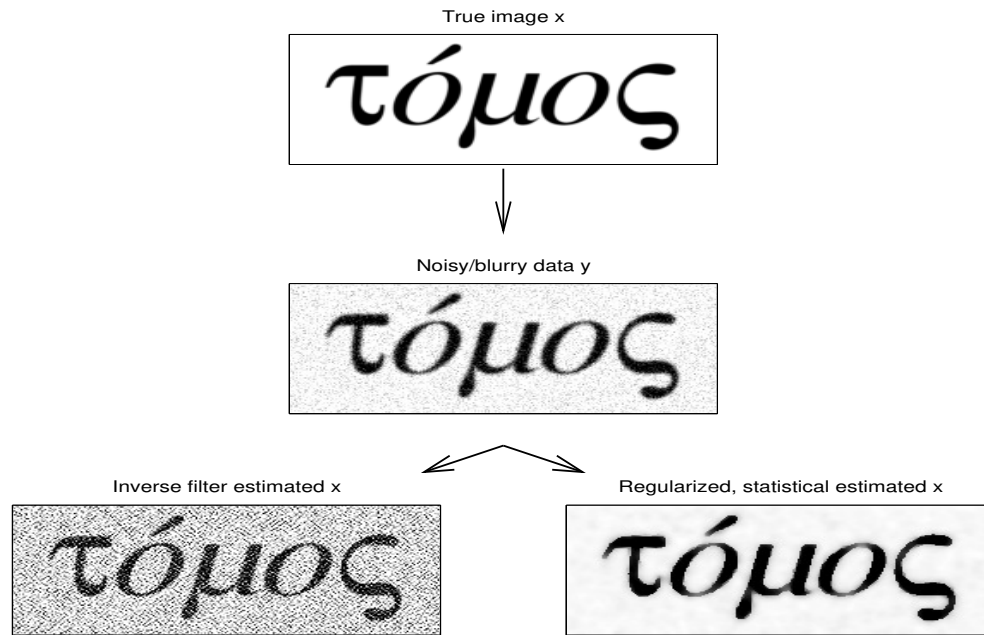 True image x
τόμος
Noisy/blurry data y
τόμος
Inverse filter estimated x
τόμος
Regularized, statistical estimated x
τόμος